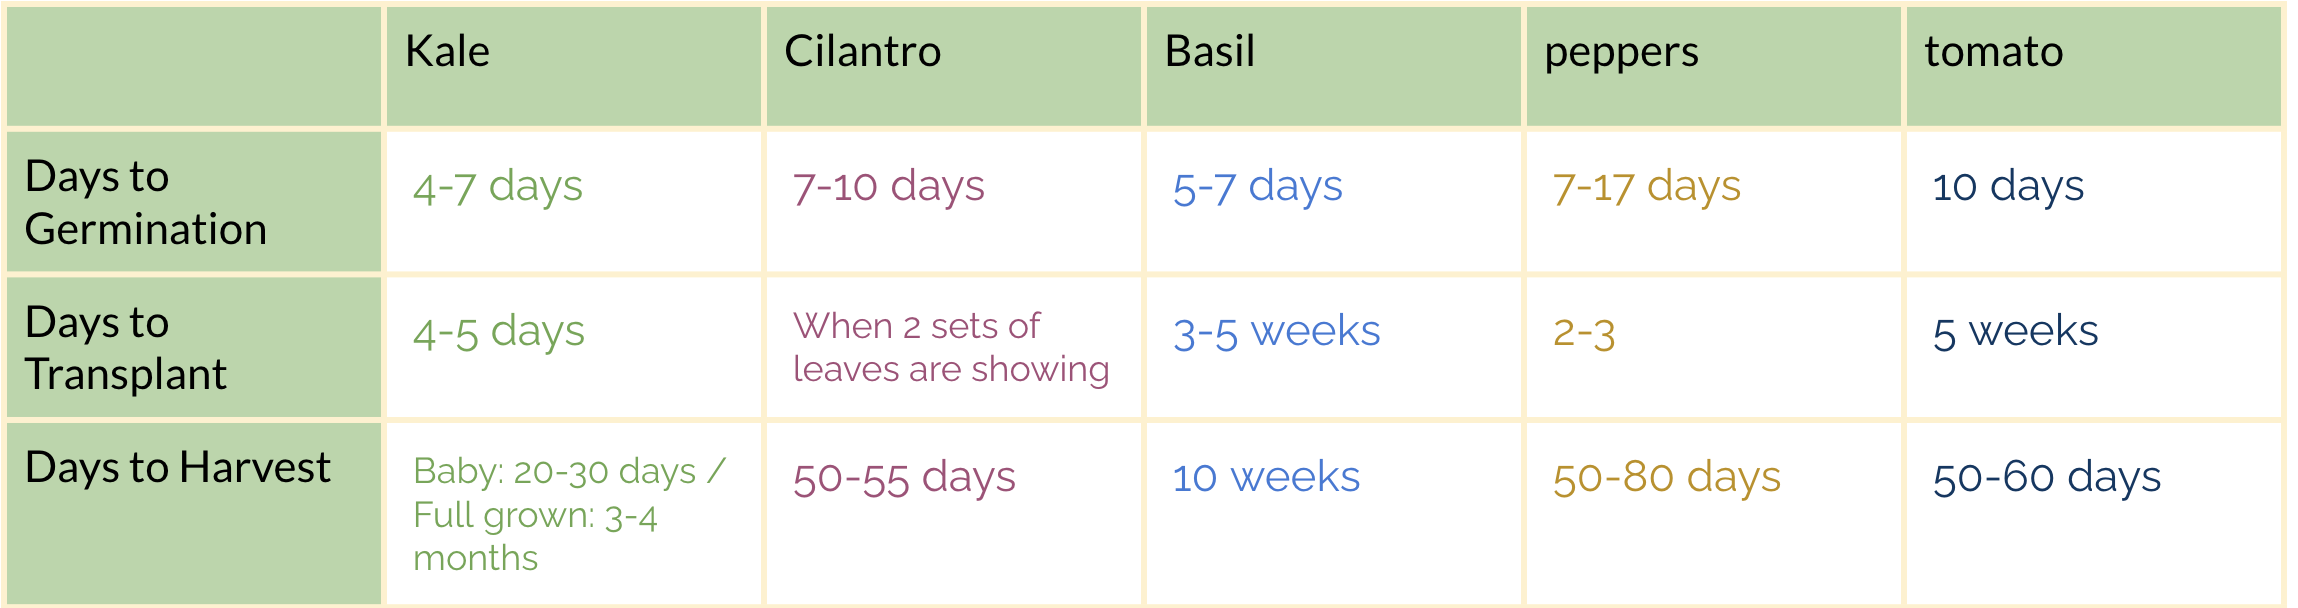 Kale
Cilantro
Basil
peppers
tomato
Days to
Germination
4-7 days
7-10 days
5-7 days
7-17 days
10 days
Days to
Transplant
4-5 days
When 2 sets of
leaves are showing
3-5 weeks
2-3
5 weeks
Days to Harvest
Baby: 20-30 days /
Full grown: 3-4
months
50-55 days
10 weeks
50-80 days
50-60 days